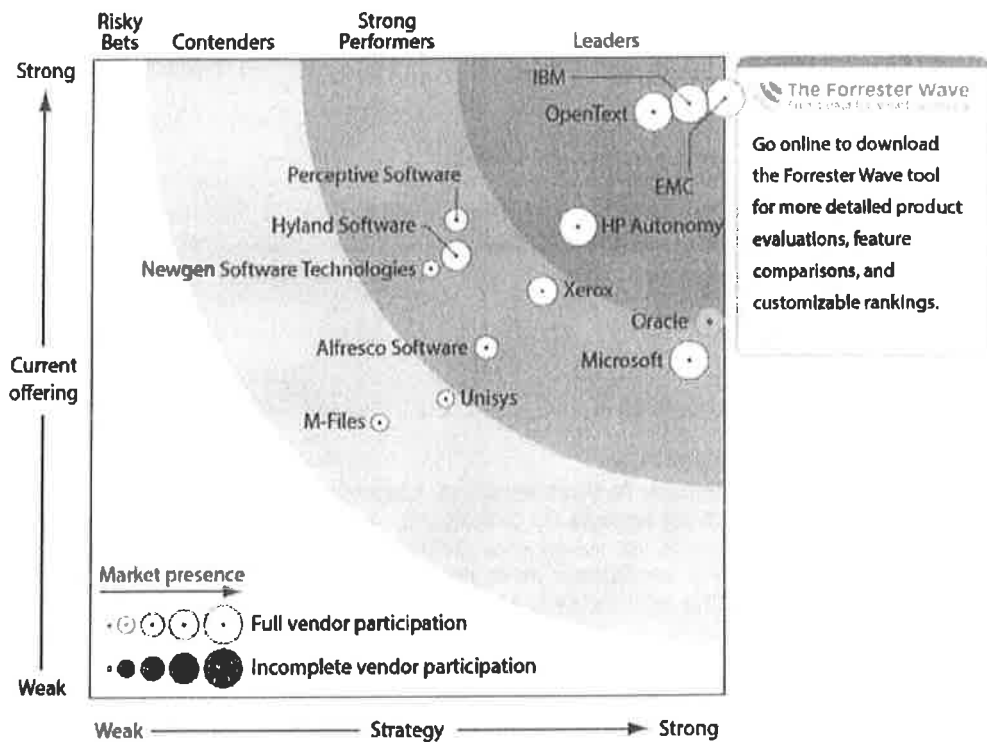 Risky
Bets
Contenders
Strong
Performers
Leaders
Strong
IBM
OpenText
The Forrester Wave
Go online to download
the Forrester Wave tool
for more detailed product
evaluations, feature
comparisons, and
customizable rankings.
EMC
Perceptive Software
Hyland Software
HP Autonomy
Newgen Software Technologies
Xerox
Oracle
Alfresco Software
Microsoft
Current
offering
Unisys
M-Files
Market presence
Full vendor participation
Incomplete vendor participation
Weak
Weak
Strategy
Strong